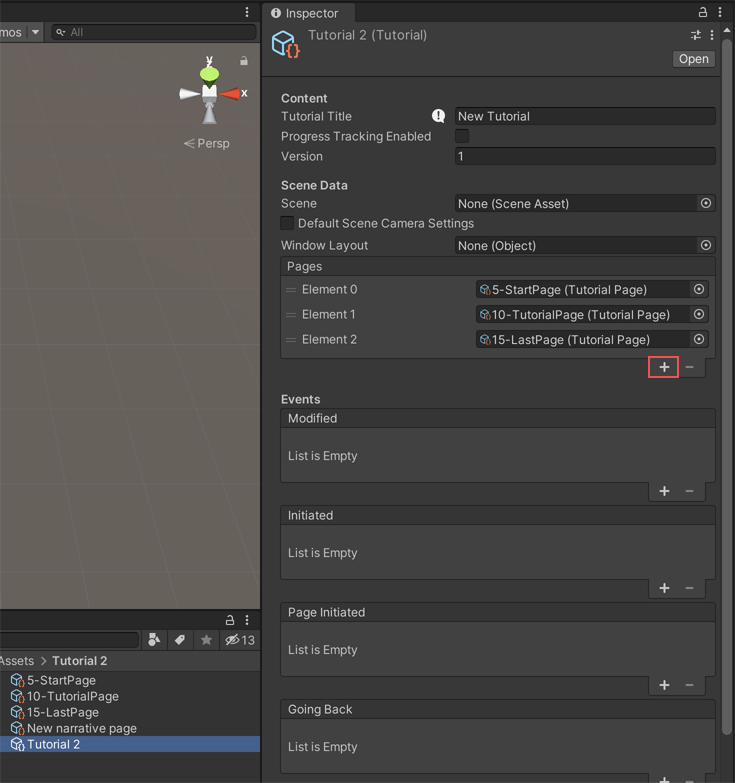 Inspector
mos
All
Tutorial 2 (Tutorial)
Open
y
x
Persp
Content
Tutorial Title
New Tutorial
Progress Tracking Enabled
Version
1
Scene Data
Scene
None (Scene Asset)
Default Scene Camera Settings
Window Layout
None (Object)
Pages
Element 0
5-StartPage (Tutorial Page)
Element 1
10-TutorialPage (Tutorial Page)
Element 2
15-LastPage (Tutorial Page)
Events
Modified
List is Empty
Initiated
List is Empty
Page Initiated
List is Empty
Going Back
List is Empty
13
Assets > Tutorial 2
5-StartPage
10-TutorialPage
15-LastPage
New narrative page
Tutorial 2